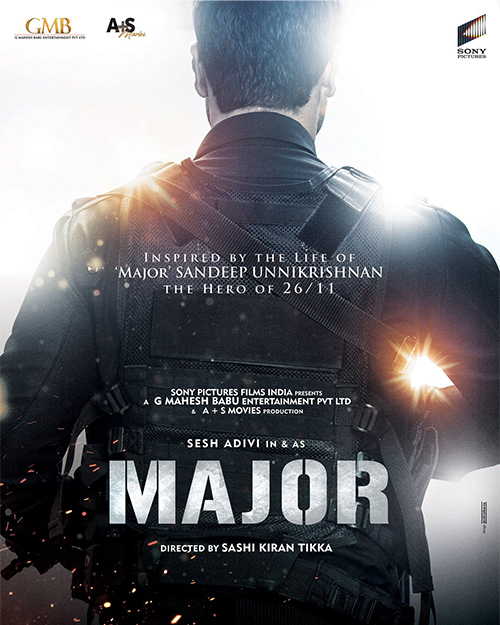 GMB
G MAHESH BABU ENTERTAINMENT PVT LTD
A+S
Movies
SONY
PICTURES
INSPIRED BY THE LIFE OF
'MAJOR' SANDEEP UNNIKRISHNAN
THE HERO OF 26/11
SONY PICTURES FILMS INDIA PRESENTS
A G MAHESH BABU ENTERTAINMENT PVT LTD
& A + S MOVIES PRODUCTION
SESH ADIVI IN & AS
MAJOR
DIRECTED BY SASHI KIRAN TIKKA